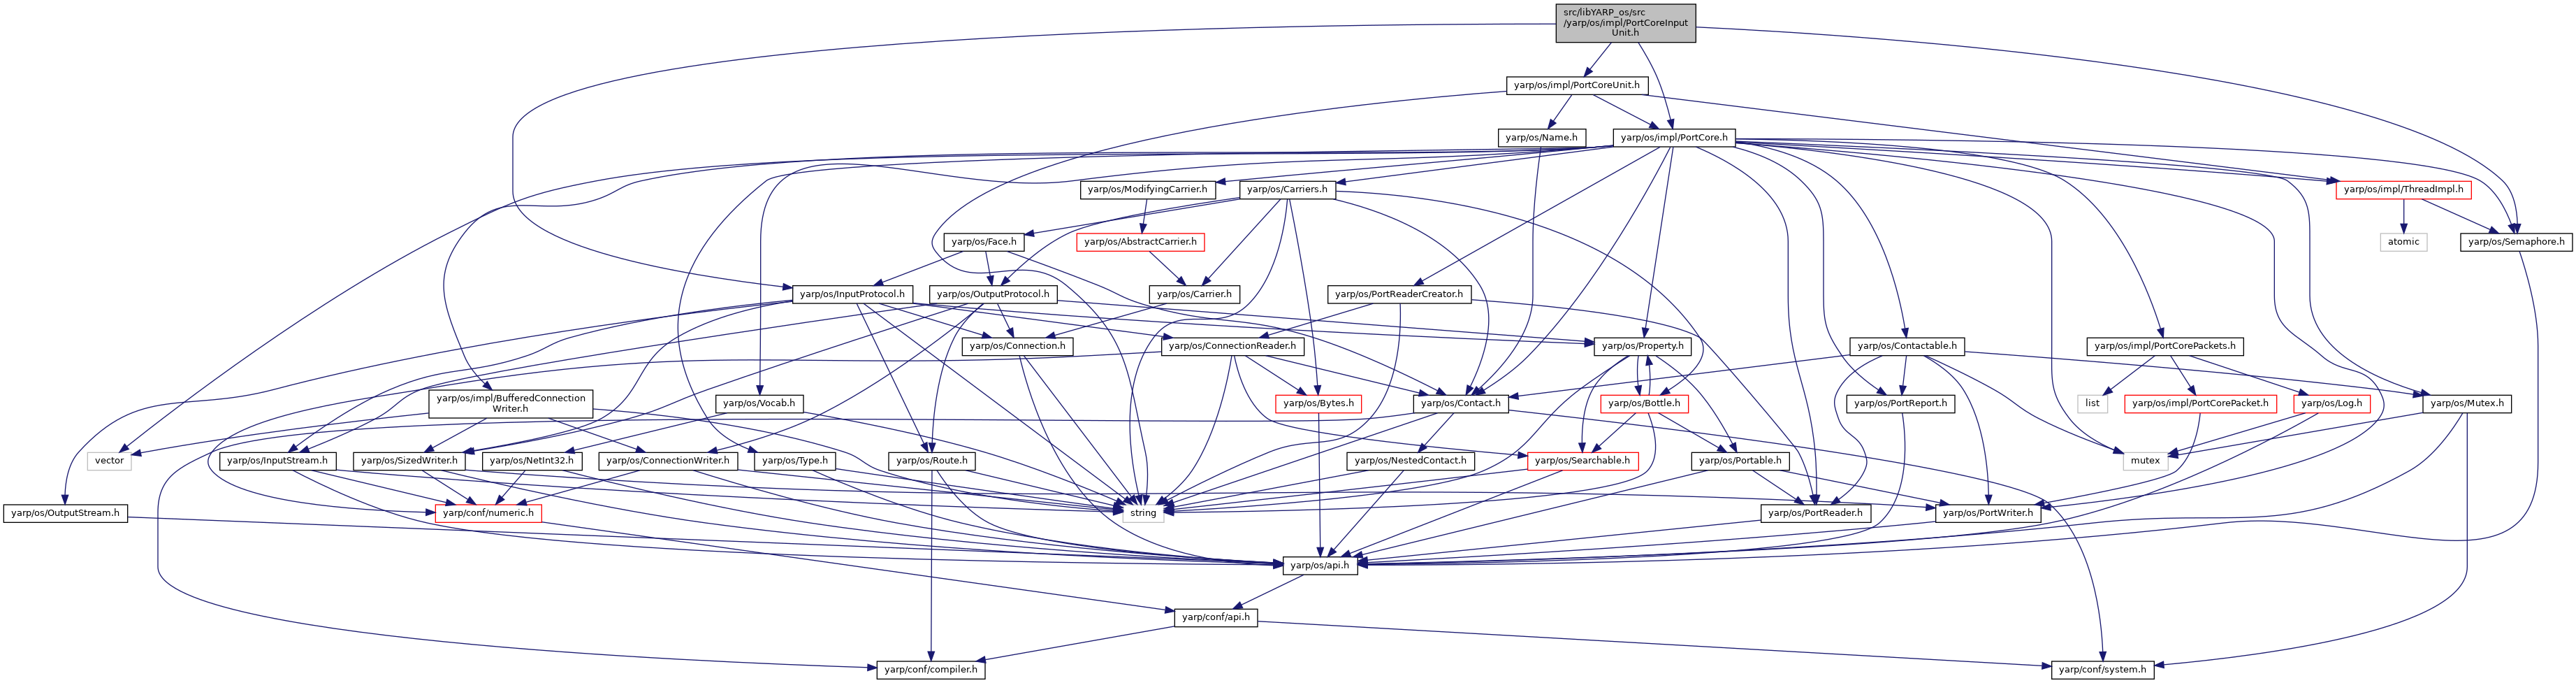 src/libYARP_os/src
/yarp/os/impl/PortCoreInput
Unit.h
yarp/os/impl/PortCoreUnit.h
yarp/os/Name.h
yarp/os/impl/PortCore.h
yarp/os/ModifyingCarrier.h
yarp/os/Carriers.h
yarp/os/impl/ThreadImpl.h
yarp/os/Face.h
yarp/os/AbstractCarrier.h
atomic
yarp/os/Semaphore.h
yarp/os/InputProtocol.h
yarp/os/OutputProtocol.h
yarp/os/Carrier.h
yarp/os/PortReaderCreator.h
yarp/os/Connection.h
yarp/os/ConnectionReader.h
yarp/os/Property.h
yarp/os/Contactable.h
yarp/os/impl/PortCorePackets.h
yarp/os/impl/BufferedConnection
Writer.h
yarp/os/Vocab.h
yarp/os/Bytes.h
yarp/os/Contact.h
yarp/os/Bottle.h
yarp/os/PortReport.h
list
yarp/os/impl/PortCorePacket.h
yarp/os/Log.h
yarp/os/Mutex.h
vector
yarp/os/InputStream.h
yarp/os/SizedWriter.h
yarp/os/NetInt32.h
yarp/os/ConnectionWriter.h
yarp/os/Type.h
yarp/os/Route.h
yarp/os/NestedContact.h
yarp/os/Searchable.h
yarp/os/Portable.h
mutex
yarp/os/OutputStream.h
yarp/conf/numeric.h
string
yarp/os/PortReader.h
yarp/os/PortWriter.h
yarp/os/api.h
yarp/conf/api.h
yarp/conf/compiler.h
yarp/conf/system.h